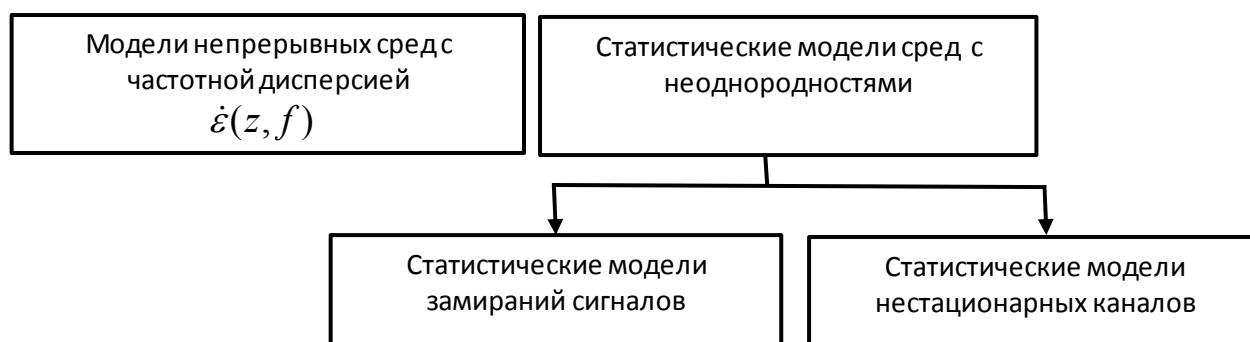 Модели непрерывных сред с
частотной дисперсией
ε̇(z, f)
Статистические модели сред с
неоднородностями
Статистические модели
замираний сигналов
Статистические модели
нестационарных каналов